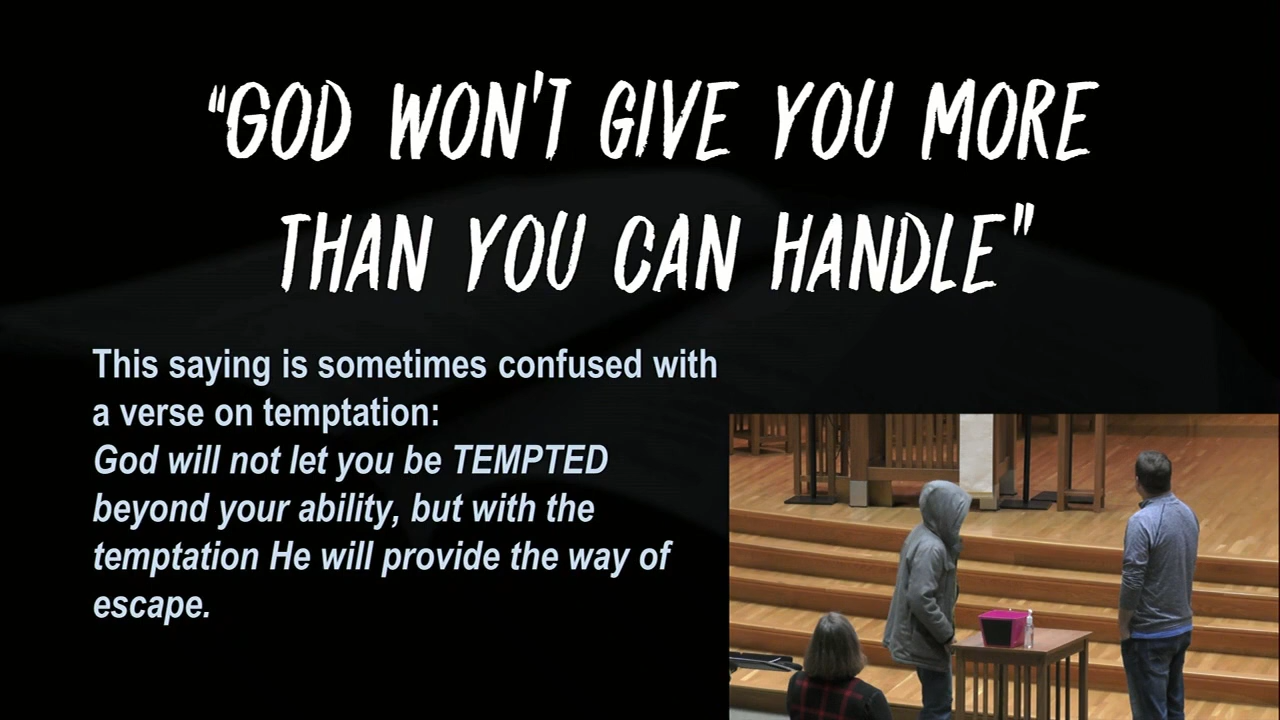 “GOD WON'T GIVE YOU MORE
THAN YOU CAN HANDLE”
This saying is sometimes confused with
a verse on temptation:
God will not let you be TEMPTED
beyond your ability, but with the
temptation He will provide the way of
escape.